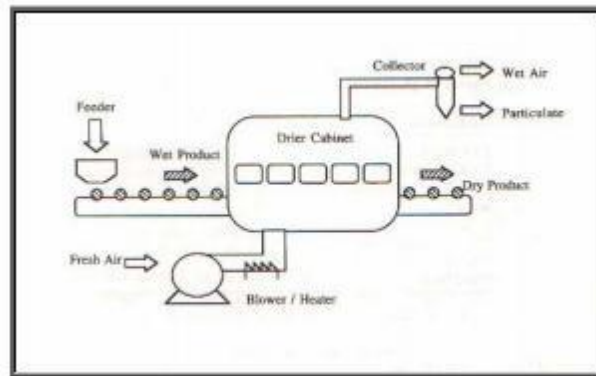 Collector
Wet Air
Feeder
Particulate
Wet Product
Drier Cabinet
Dry Product
Fresh Air
Blower / Heater